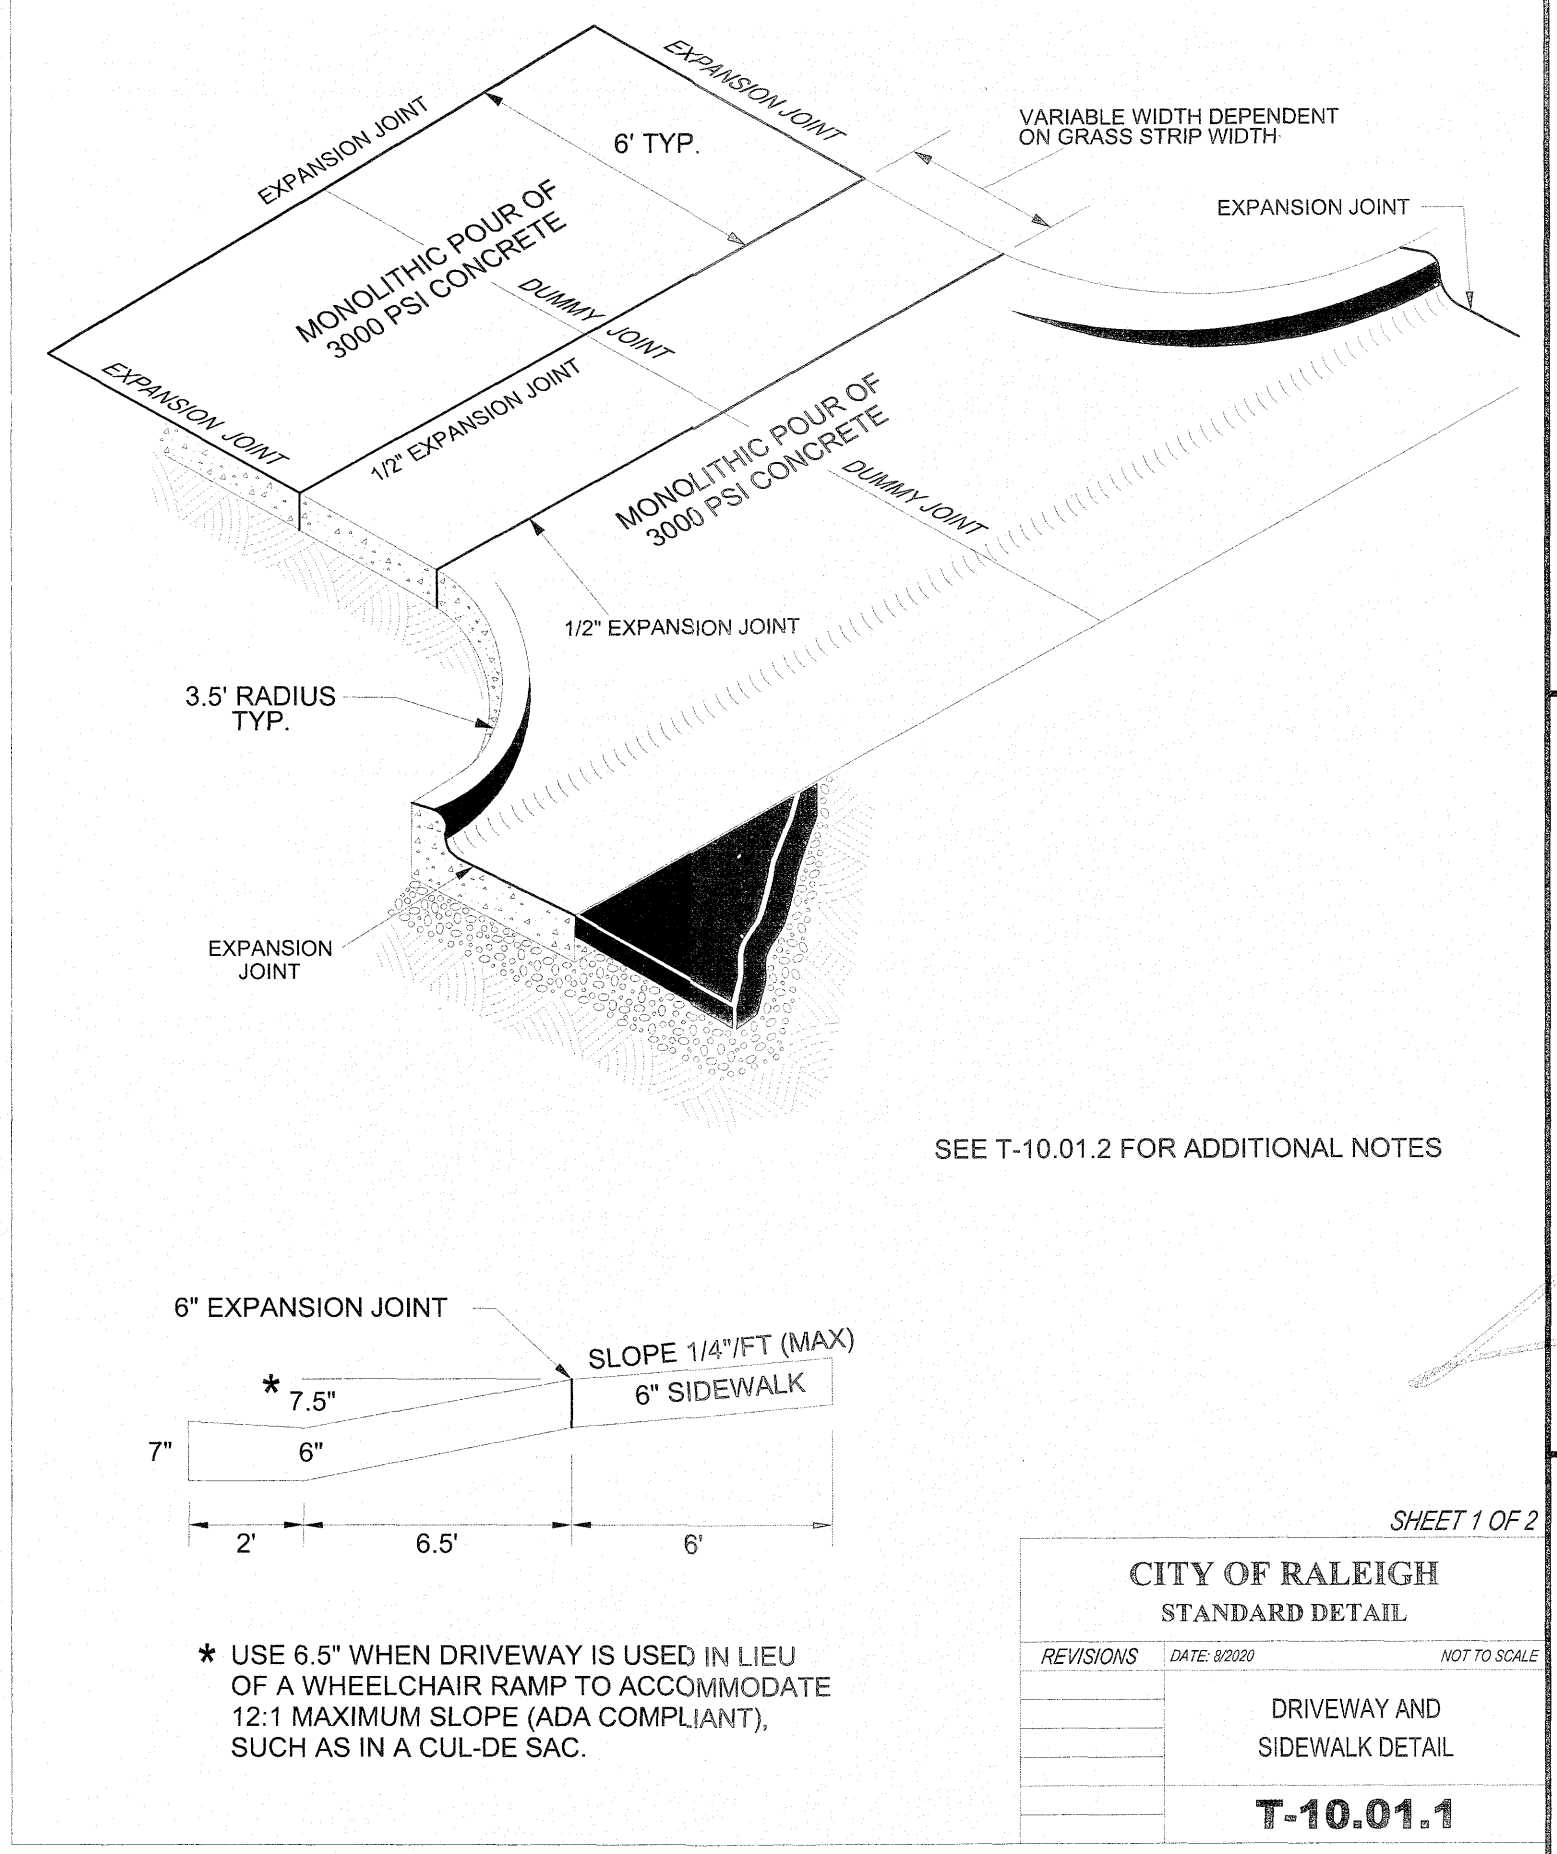 EXPANSION JOINT
EXPANSION JOINT
6' TYP.
VARIABLE WIDTH DEPENDENT
ON GRASS STRIP WIDTH
EXPANSION JOINT
MONOLITHIC POUR OF
3000 PSI CONCRETE
DUMMY JOINT
EXPANSION JOINT
1/2" EXPANSION JOINT
MONOLITHIC POUR OF
3000 PSI CONCRETE
DUMMY JOINT
1/2" EXPANSION JOINT
3.5' RADIUS
TYP.
EXPANSION
JOINT
SEE T-10.01.2 FOR ADDITIONAL NOTES
6" EXPANSION JOINT
SLOPE 1/4"/FT (MAX)
* 7.5"
6" SIDEWALK
7"
6"
2'
6.5'
6'
* USE 6.5" WHEN DRIVEWAY IS USED IN LIEU
OF A WHEELCHAIR RAMP TO ACCOMMODATE
12:1 MAXIMUM SLOPE (ADA COMPLIANT),
SUCH AS IN A CUL-DE SAC.
SHEET 1 OF 2
CITY OF RALEIGH
STANDARD DETAIL
REVISIONS
DATE: 8/2020
NOT TO SCALE
DRIVEWAY AND
SIDEWALK DETAIL
T-10.01.1